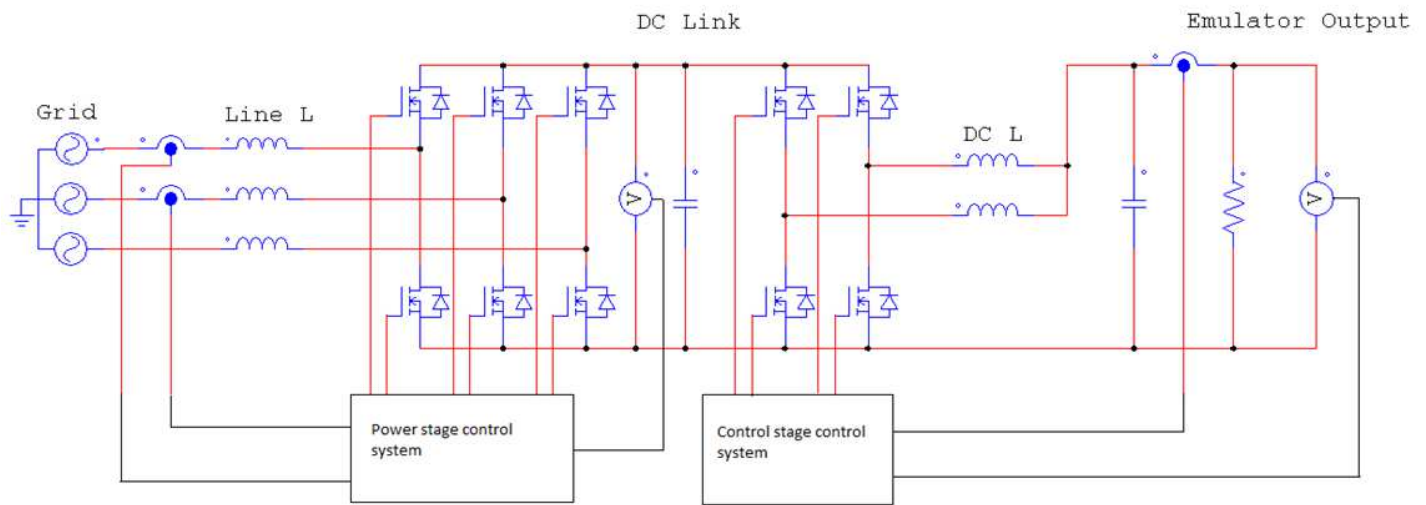 DC Link
Emulator Output
Grid
Line L
DC L
V
V
Power stage control
system
Control stage control
system